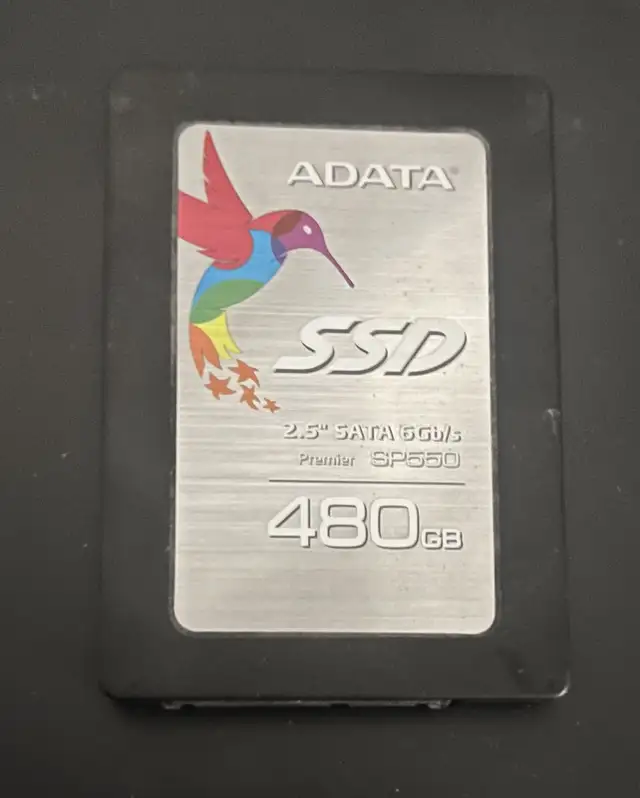 ADATA
SSD
2.5" SATA 6Gb/s
Premier SP550
480GB